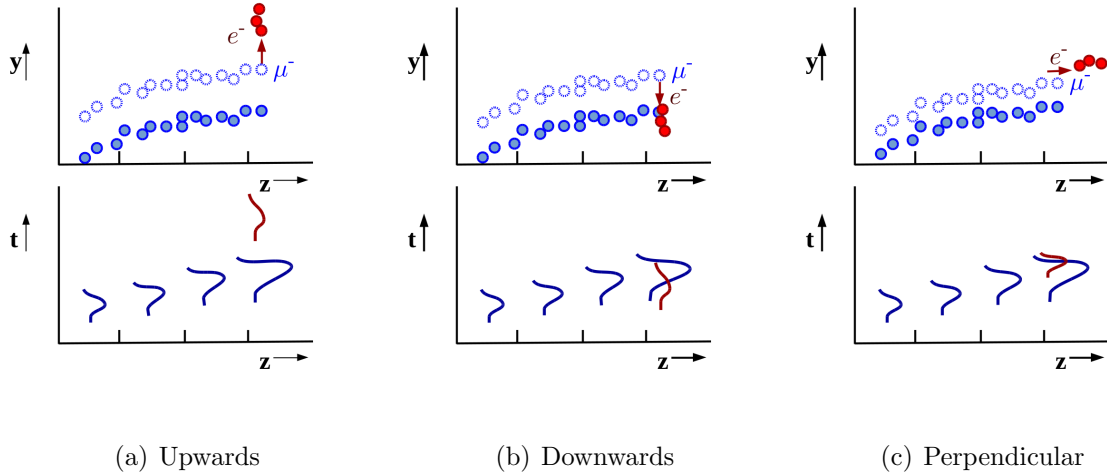 y
e-
μ-
z
t
z
(a) Upwards
y
μ-
e-
z
t
z
(b) Downwards
y
e-
μ-
z
t
z
(c) Perpendicular